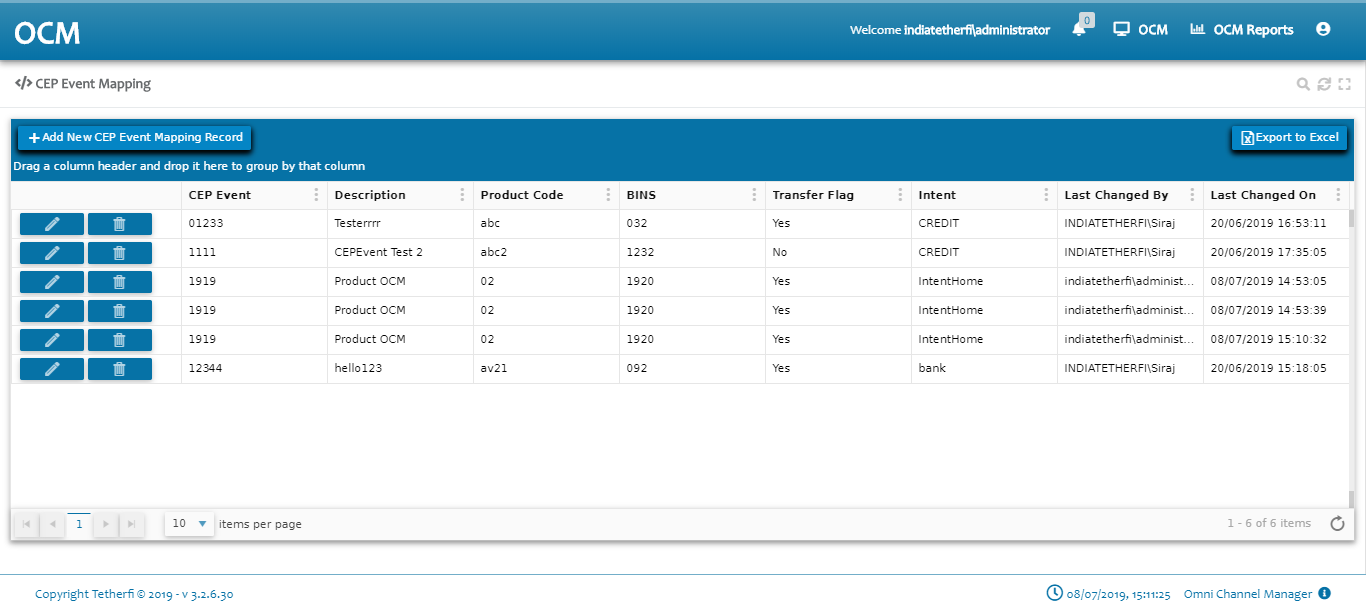 OCM
Welcome indiatetherfi\administrator 0 OCM OCM Reports
</> CEP Event Mapping
+ Add New CEP Event Mapping Record Export to Excel
Drag a column header and drop it here to group by that column
CEP Event Description Product Code BINS Transfer Flag Intent Last Changed By Last Changed On
01233 Testerrrr abc 032 Yes CREDIT INDIATETHERFI\Siraj 20/06/2019 16:53:11
1111 CEPEvent Test 2 abc2 1232 No CREDIT INDIATETHERFI\Siraj 20/06/2019 17:35:05
1919 Product OCM 02 1920 Yes IntentHome indiatetherfi\administ... 08/07/2019 14:53:05
1919 Product OCM 02 1920 Yes IntentHome indiatetherfi\administ... 08/07/2019 14:53:39
1919 Product OCM 02 1920 Yes IntentHome indiatetherfi\administ... 08/07/2019 15:10:32
12344 hello123 av21 092 Yes bank INDIATETHERFI\Siraj 20/06/2019 15:18:05
1 10 items per page 1 - 6 of 6 items
Copyright Tetherfi © 2019 - v 3.2.6.30 08/07/2019, 15:11:25 Omni Channel Manager